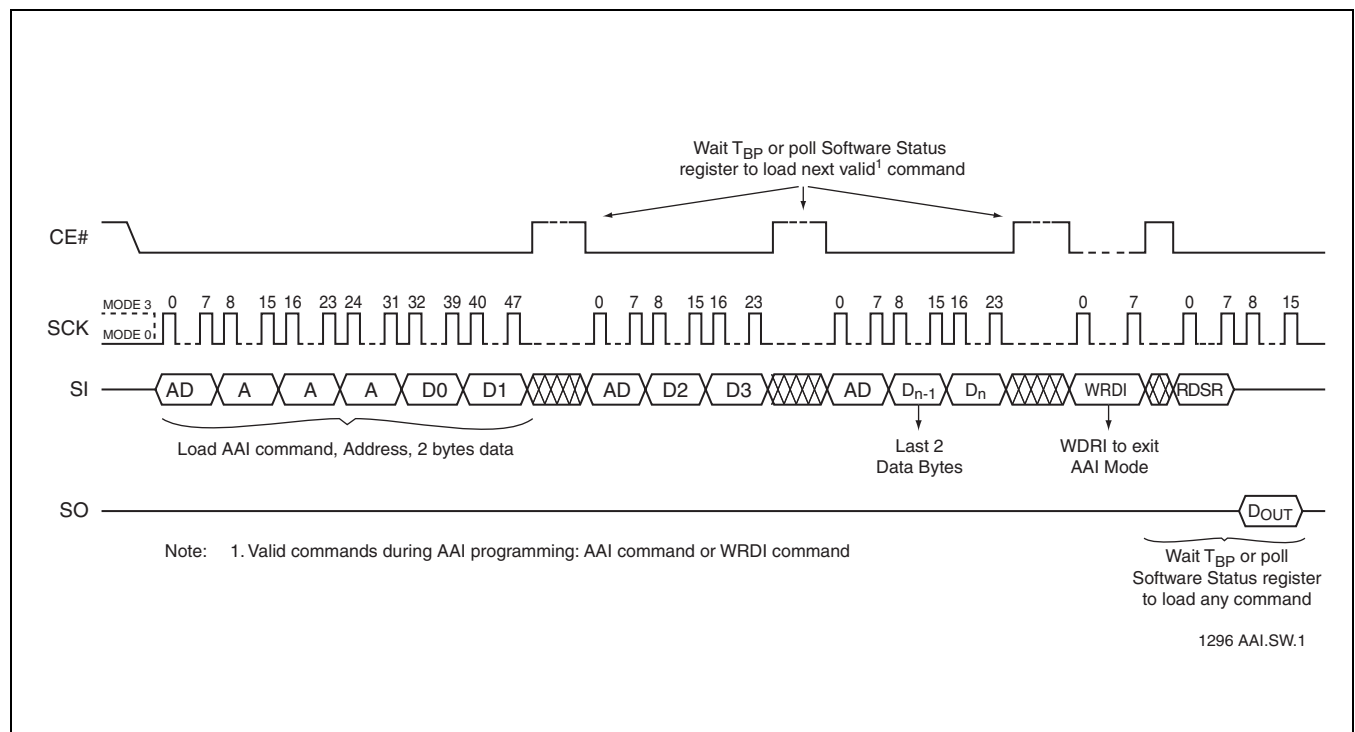 Wait TBP or poll Software Status
register to load next valid1 command
CE#
MODE 3 0 7 8 15 16 23 24 31 32 39 40 47 0 7 8 15 16 23 0 7 8 15 16 23 0 7 0 7 8 15
SCK MODE 0
SI AD A A A D0 D1 AD D2 D3 AD Dn-1 Dn WRDI RDSR
Load AAI command, Address, 2 bytes data
Last 2
Data Bytes
WDRI to exit
AAI Mode
SO DOUT
Note: 1. Valid commands during AAI programming: AAI command or WRDI command
Wait TBP or poll
Software Status register
to load any command
1296 AAI.SW.1